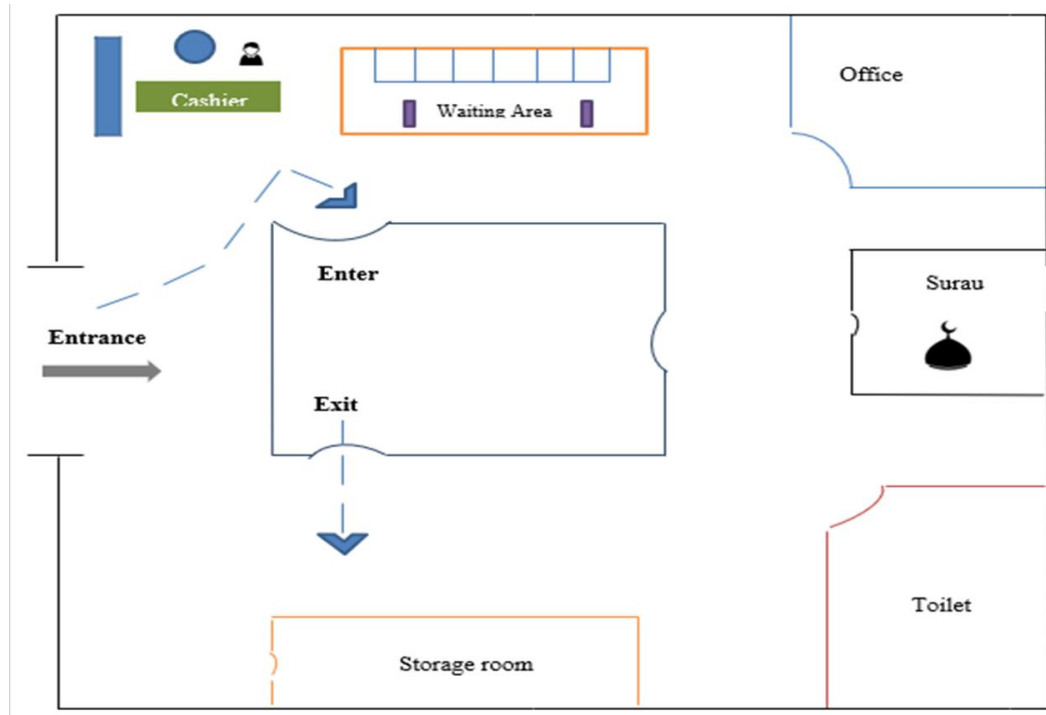 Office
Cashier
Waiting Area
Enter
Surau
Entrance
Exit
Toilet
Storage room